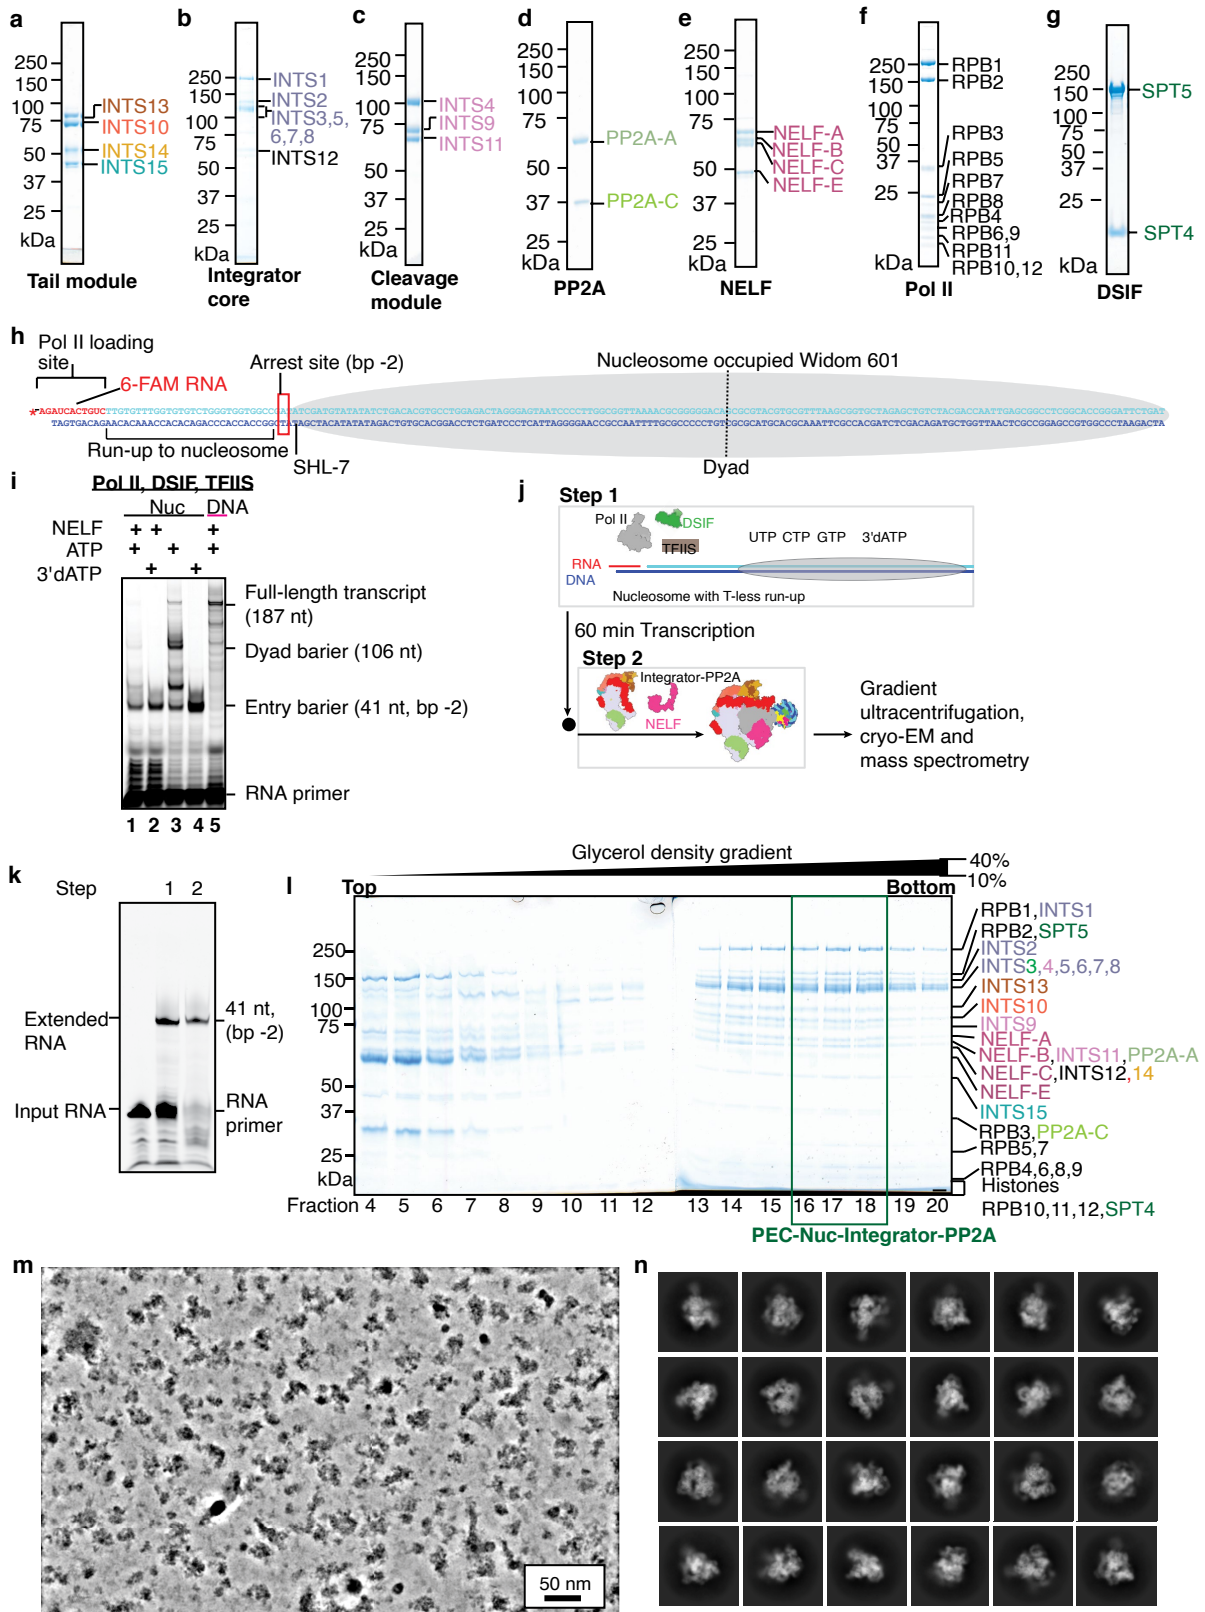 a
250
150
100
75
50
37
25
kDa
INTS13
INTS10
INTS14
INTS15
Tail module
b
250
150
100
75
50
37
25
kDa
INTS1
INTS2
INTS3,5,
6,7,8
INTS12
Integrator
core
c
250
150
100
75
50
37
25
kDa
INTS4
INTS9
INTS11
Cleavage
module
d
250
150
100
75
50
37
25
kDa
PP2A-A
PP2A-C
PP2A
e
250
150
100
75
50
37
25
kDa
NELF-A
NELF-B
NELF-C
NELF-E
NELF
f
250
150
100
75
50
37
25
kDa
RPB1
RPB2
RPB3
RPB5
RPB7
RPB8
RPB4
RPB6,9
RPB11
RPB10,12
Pol II
g
250
150
100
75
50
37
25
kDa
SPT5
SPT4
DSIF
h
Pol II loading
site
6-FAM RNA
Arrest site (bp -2)
Nucleosome occupied Widom 601
Run-up to nucleosome
SHL-7
Dyad
i
Pol II, DSIF, TFIIS
Nuc DNA
NELF + + +
ATP + + +
3'dATP + +
Full-length transcript
(187 nt)
Dyad barier (106 nt)
Entry barier (41 nt, bp -2)
RNA primer
1 2 3 4 5
j
Step 1
Pol II
DSIF
TFIIS
UTP CTP GTP 3'dATP
RNA
DNA
Nucleosome with T-less run-up
60 min Transcription
Step 2
Integrator-PP2A
NELF
Gradient
ultracentrifugation,
cryo-EM and
mass spectrometry
k
Step 1 2
Extended
RNA
41 nt,
(bp -2)
Input RNA
RNA
primer
l
Glycerol density gradient
40%
10%
Top
Bottom
250
150
100
75
50
37
25
kDa
RPB1,INTS1
RPB2,SPT5
INTS2
INTS3,4,5,6,7,8
INTS13
INTS10
INTS9
NELF-A
NELF-B,INTS11,PP2A-A
NELF-C,INTS12,14
NELF-E
INTS15
RPB3,PP2A-C
RPB5,7
RPB4,6,8,9
Histones
RPB10,11,12,SPT4
Fraction 4 5 6 7 8 9 10 11 12 13 14 15 16 17 18 19 20
PEC-Nuc-Integrator-PP2A
m
50 nm
n